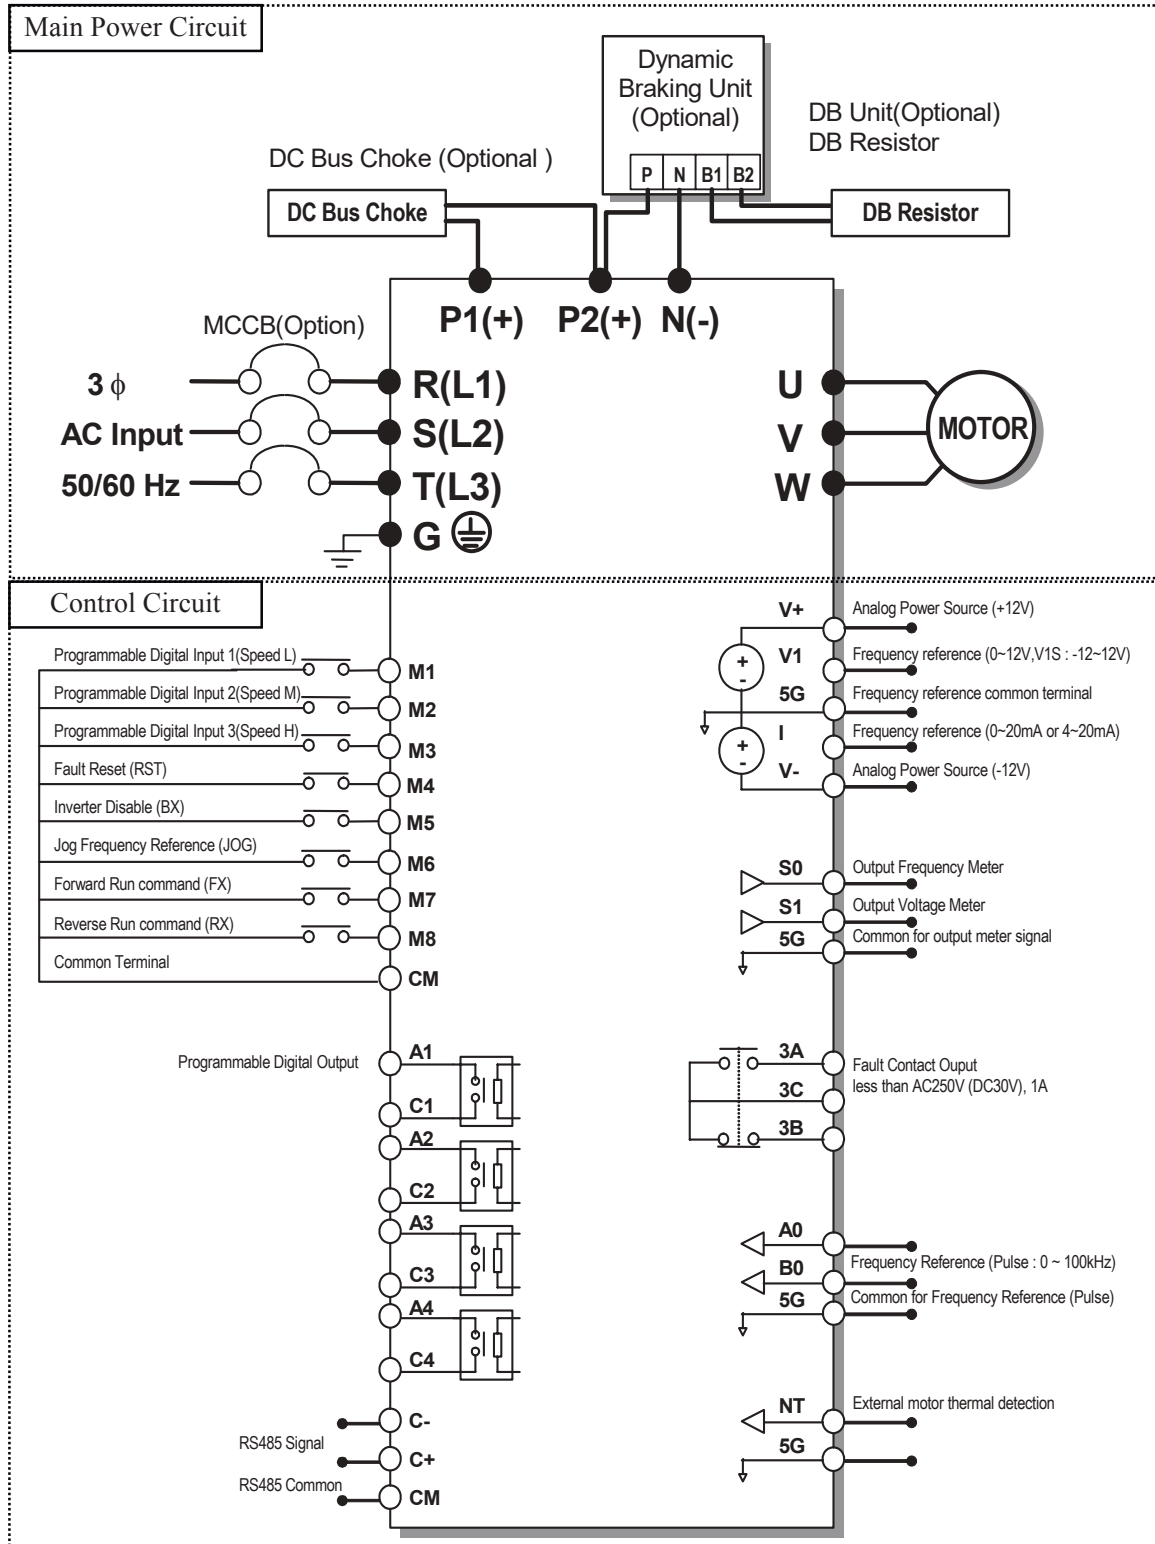 Main Power Circuit
Dynamic
Braking Unit
(Optional)
P N B1 B2
DB Unit(Optional)
DB Resistor
DC Bus Choke (Optional )
DC Bus Choke
DB Resistor
P1(+) P2(+) N(-)
MCCB(Option)
3 ϕ
R(L1)
U
AC Input
S(L2)
V
MOTOR
50/60 Hz
T(L3)
W
G
Control Circuit
Programmable Digital Input 1(Speed L)
M1
Programmable Digital Input 2(Speed M)
M2
Programmable Digital Input 3(Speed H)
M3
Fault Reset (RST)
M4
Inverter Disable (BX)
M5
Jog Frequency Reference (JOG)
M6
Forward Run command (FX)
M7
Reverse Run command (RX)
M8
Common Terminal
CM
V+
Analog Power Source (+12V)
+
-
V1
Frequency reference (0~12V,V1S : -12~12V)
5G
Frequency reference common terminal
+
-
I
Frequency reference (0~20mA or 4~20mA)
V-
Analog Power Source (-12V)
S0
Output Frequency Meter
S1
Output Voltage Meter
5G
Common for output meter signal
Programmable Digital Output
A1
C1
A2
C2
A3
C3
A4
C4
3A
Fault Contact Ouput
less than AC250V (DC30V), 1A
3C
3B
A0
B0
Frequency Reference (Pulse : 0 ~ 100kHz)
5G
Common for Frequency Reference (Pulse)
NT
External motor thermal detection
5G
C-
RS485 Signal
C+
RS485 Common
CM